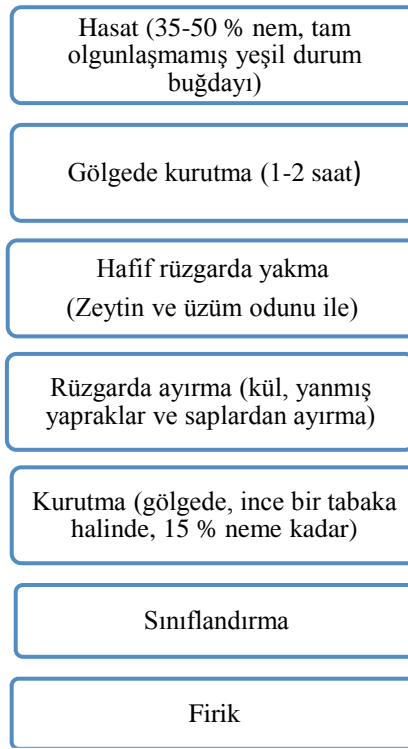 Hasat (35-50 % nem, tam
olgunlaşmamış yeşil durum
buğdayı)
Gölgede kurutma (1-2 saat)
Hafif rüzgarda yakma
(Zeytin ve üzüm odunu ile)
Rüzgarda ayırma (kül, yanmış
yapraklar ve saplardan ayırma)
Kurutma (gölgede, ince bir tabaka
halinde, 15 % neme kadar)
Sınıflandırma
Firik